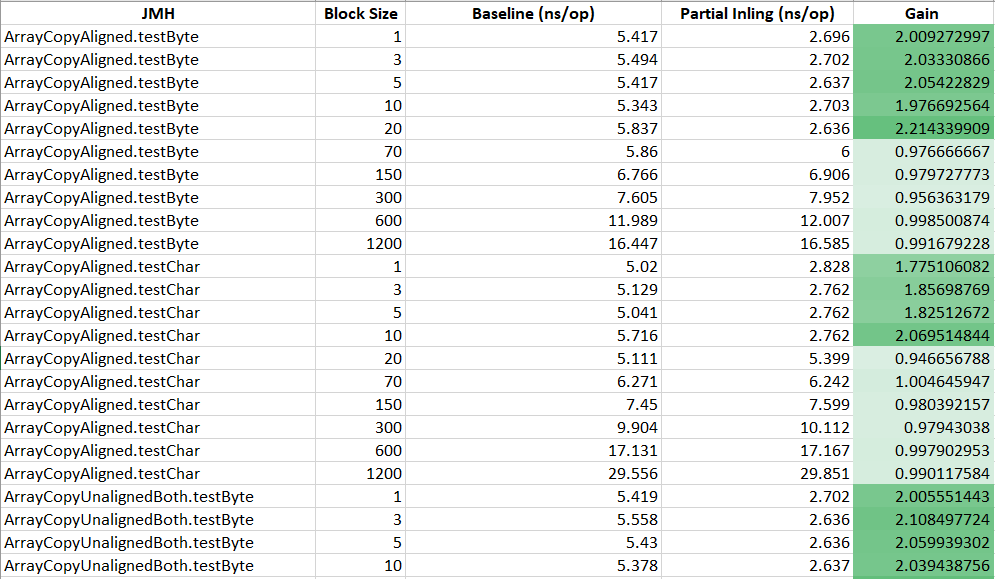 JMH Block Size Baseline (ns/op) Partial Inling (ns/op) Gain
ArrayCopyAligned.testByte 1 5.417 2.696 2.009272997
ArrayCopyAligned.testByte 3 5.494 2.702 2.03330866
ArrayCopyAligned.testByte 5 5.417 2.637 2.05422829
ArrayCopyAligned.testByte 10 5.343 2.703 1.976692564
ArrayCopyAligned.testByte 20 5.837 2.636 2.214339909
ArrayCopyAligned.testByte 70 5.86 6 0.976666667
ArrayCopyAligned.testByte 150 6.766 6.906 0.979727773
ArrayCopyAligned.testByte 300 7.605 7.952 0.956363179
ArrayCopyAligned.testByte 600 11.989 12.007 0.998500874
ArrayCopyAligned.testByte 1200 16.447 16.585 0.991679228
ArrayCopyAligned.testChar 1 5.02 2.828 1.775106082
ArrayCopyAligned.testChar 3 5.129 2.762 1.85698769
ArrayCopyAligned.testChar 5 5.041 2.762 1.82512672
ArrayCopyAligned.testChar 10 5.716 2.762 2.069514844
ArrayCopyAligned.testChar 20 5.111 5.399 0.946656788
ArrayCopyAligned.testChar 70 6.271 6.242 1.004645947
ArrayCopyAligned.testChar 150 7.45 7.599 0.980392157
ArrayCopyAligned.testChar 300 9.904 10.112 0.97943038
ArrayCopyAligned.testChar 600 17.131 17.167 0.997902953
ArrayCopyAligned.testChar 1200 29.556 29.851 0.990117584
ArrayCopyUnalignedBoth.testByte 1 5.419 2.702 2.005551443
ArrayCopyUnalignedBoth.testByte 3 5.558 2.636 2.108497724
ArrayCopyUnalignedBoth.testByte 5 5.43 2.636 2.059939302
ArrayCopyUnalignedBoth.testByte 10 5.378 2.637 2.039438756